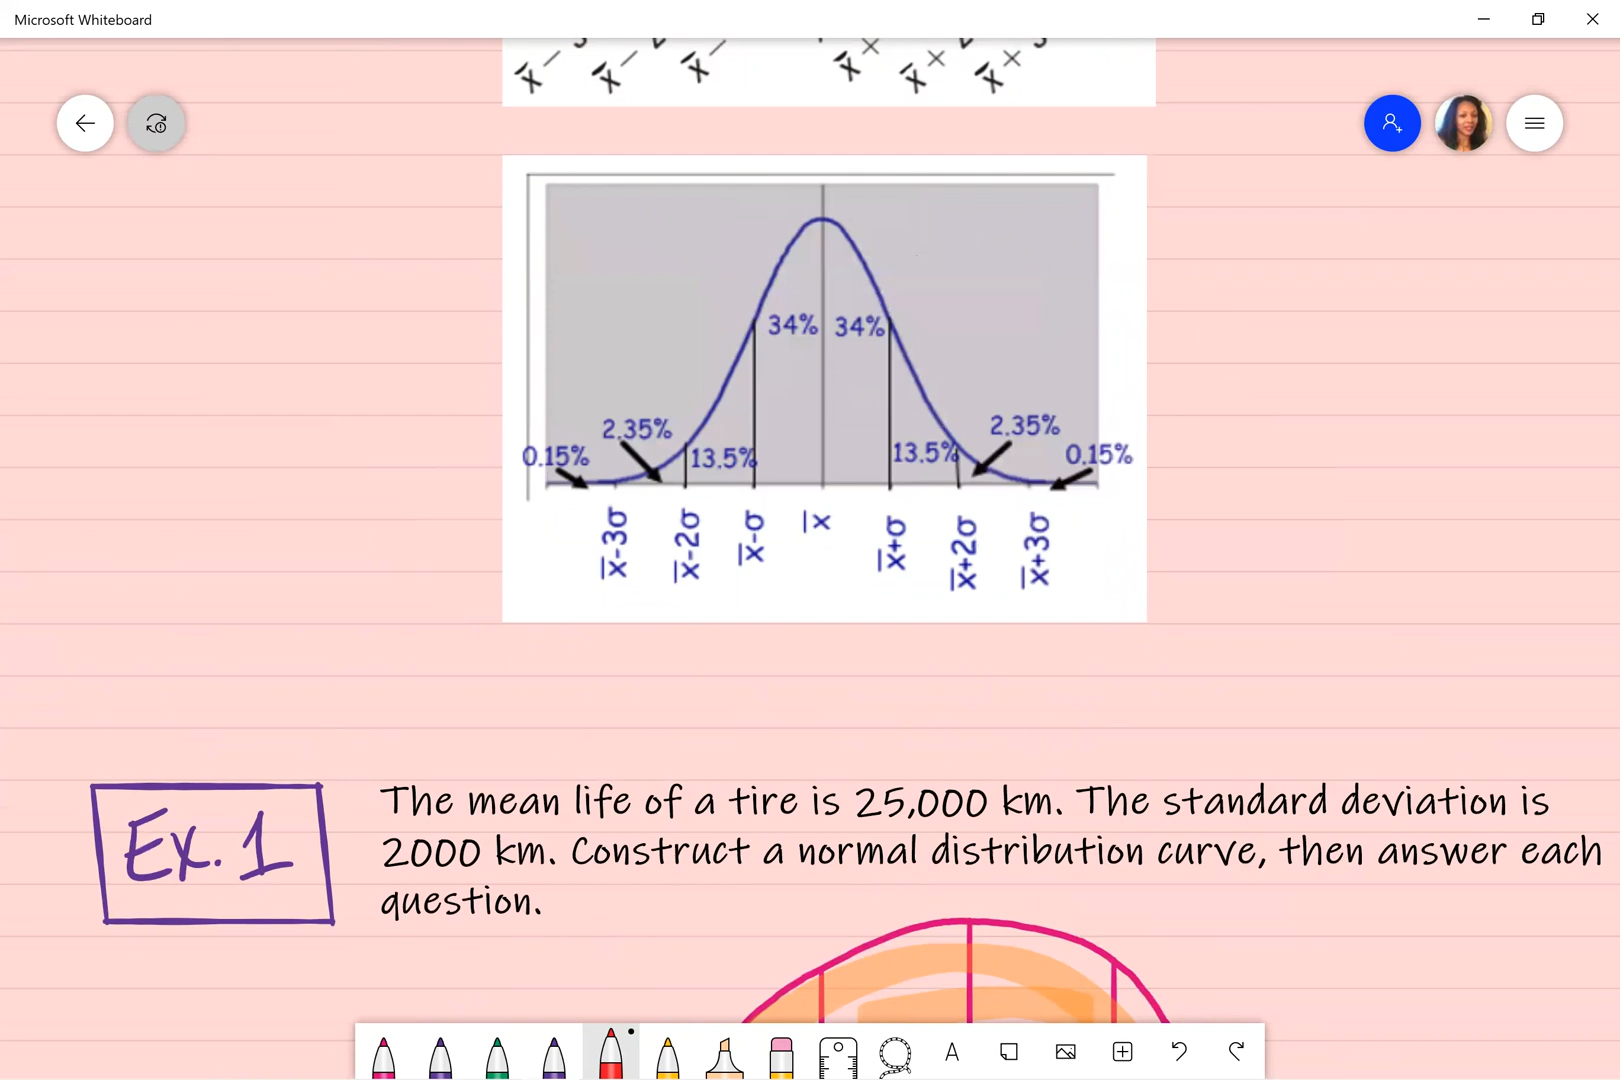 Microsoft Whiteboard
x̄ − x̄ − x̄ − x̄ × x̄ × x̄ ×
34% 34%
2.35% 2.35%
0.15% 13.5% 13.5% 0.15%
x̄-3σ x̄-2σ x̄-σ x̄ x̄+σ x̄+2σ x̄+3σ
Ex. 1
The mean life of a tire is 25,000 km. The standard deviation is
2000 km. Construct a normal distribution curve, then answer each
question.
A